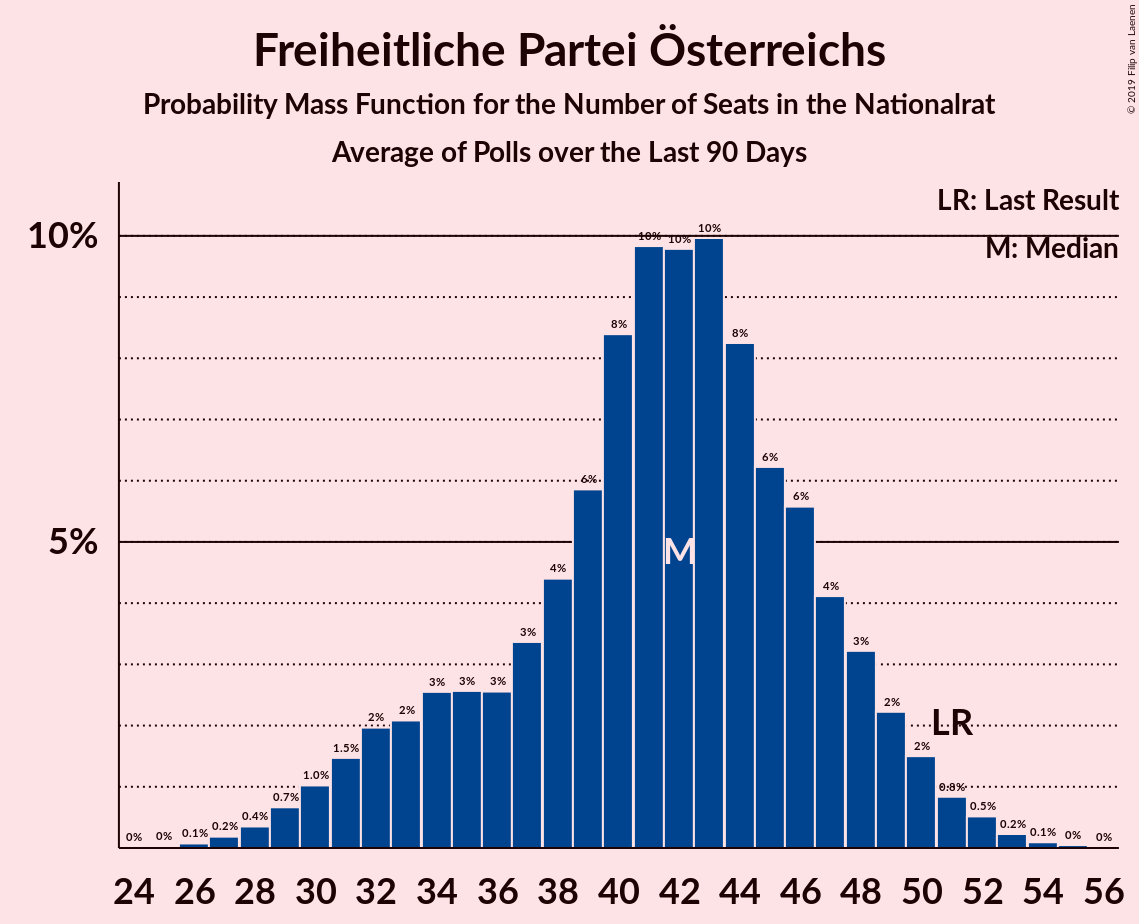 Freiheitliche Partei Österreichs
Probability Mass Function for the Number of Seats in the Nationalrat
Average of Polls over the Last 90 Days
© 2019 Filip van Laenen
LR: Last Result
M: Median
10%
5%
0% 0% 0.1% 0.2% 0.4% 0.7% 1.0% 1.5% 2% 2% 3% 3% 3% 3% 4% 6% 8% 10% 10% 10% 8% 6% 6% 4% 3% 2% 2% 0.8% 0.5% 0.2% 0.1% 0% 0%
M
LR
24 26 28 30 32 34 36 38 40 42 44 46 48 50 52 54 56